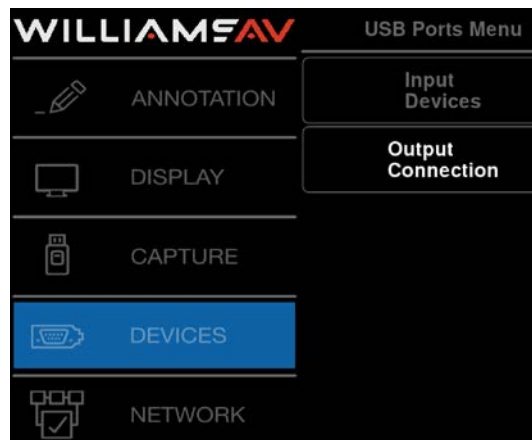 WILLIAMSAV
USB Ports Menu
ANNOTATION
Input
Devices
Output
Connection
DISPLAY
CAPTURE
DEVICES
NETWORK